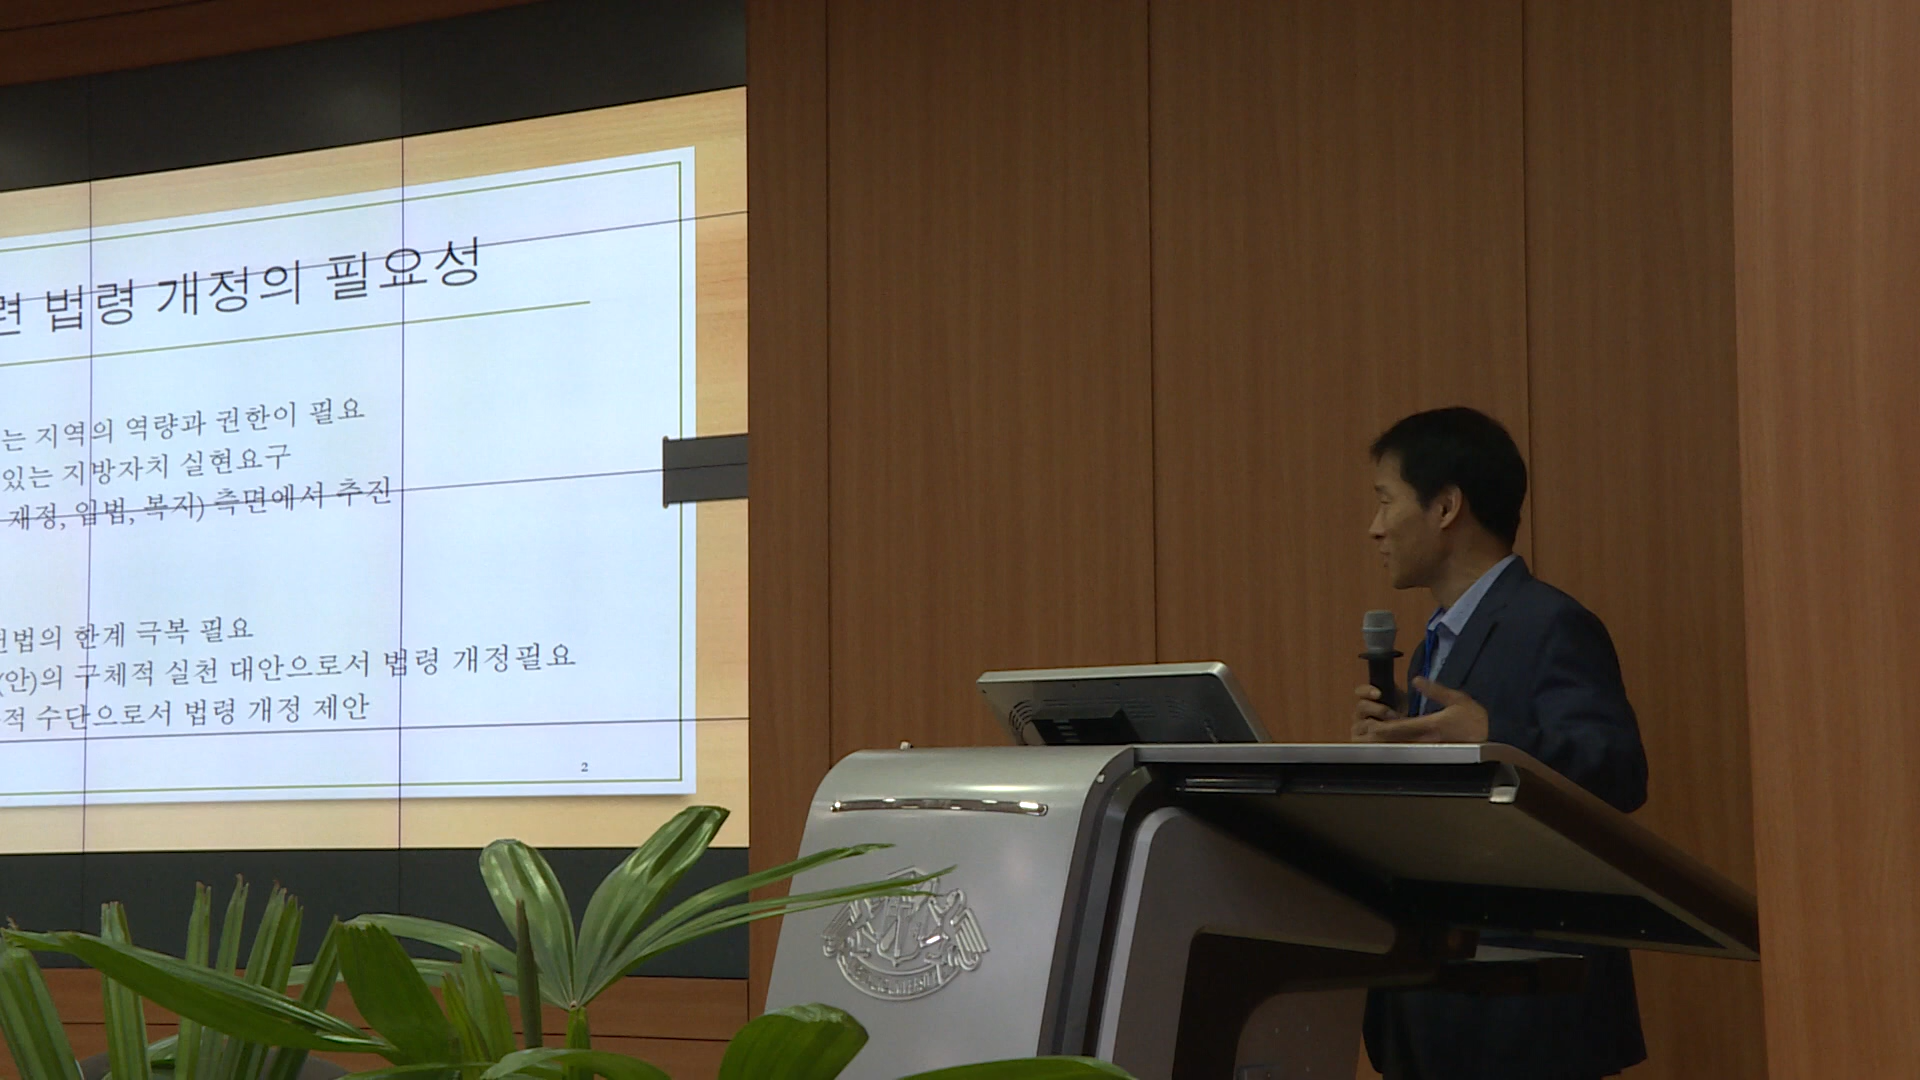 련 법령 개정의 필요성
는 지역의 역량과 권한이 필요
있는 지방자치 실현요구
재정, 입법, 복지) 측면에서 추진
헌법의 한계 극복 필요
(안)의 구체적 실천 대안으로서 법령 개정필요
적 수단으로서 법령 개정 제안
2